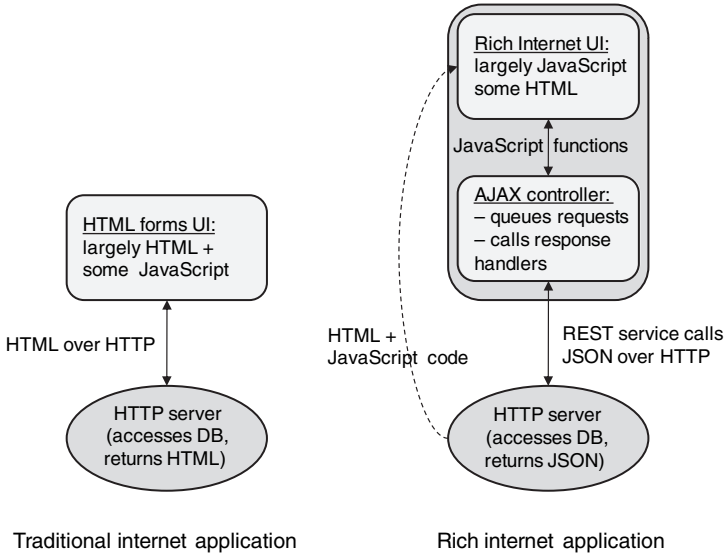 HTML forms UI:
largely HTML +
some JavaScript
HTML over HTTP
HTTP server
(accesses DB,
returns HTML)
Traditional internet application
Rich Internet UI:
largely JavaScript
some HTML
JavaScript functions
AJAX controller:
– queues requests
– calls response
handlers
HTML +
JavaScript code
REST service calls
JSON over HTTP
HTTP server
(accesses DB,
returns JSON)
Rich internet application